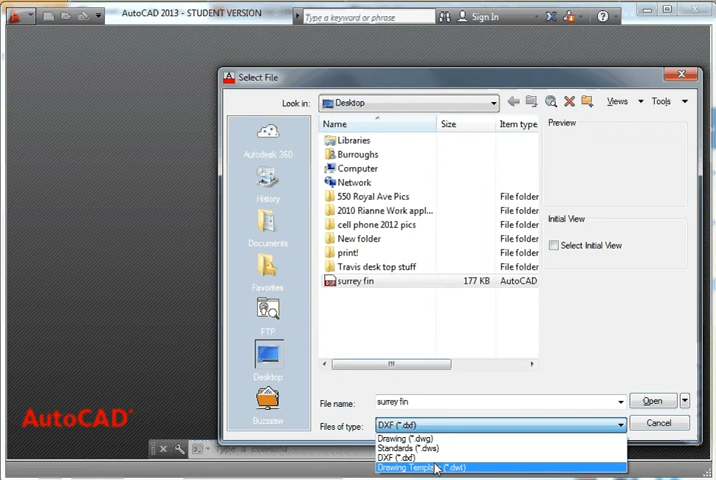 AutoCAD 2013 - STUDENT VERSION
Type a keyword or phrase
Sign In
Select File
Look in:
Desktop
Views
Tools
Name
Size
Item type
Preview
Autodesk 360
History
Documents
Favorites
FTP
Desktop
Buzzsaw
Libraries
Burroughs
Computer
Network
550 Royal Ave Pics
File folder
2010 Rianne Work appl...
File folder
cell phone 2012 pics
File folder
New folder
File folder
print!
File folder
Travis desk top stuff
File folder
surrey fin
177 KB
AutoCAD
Initial View
Select Initial View
File name:
surrey fin
Open
Files of type:
DXF (*.dxf)
Cancel
Drawing (*.dwg)
Standards (*.dws)
DXF (*.dxf)
Drawing Template (*.dwt)
AutoCAD
Type a command